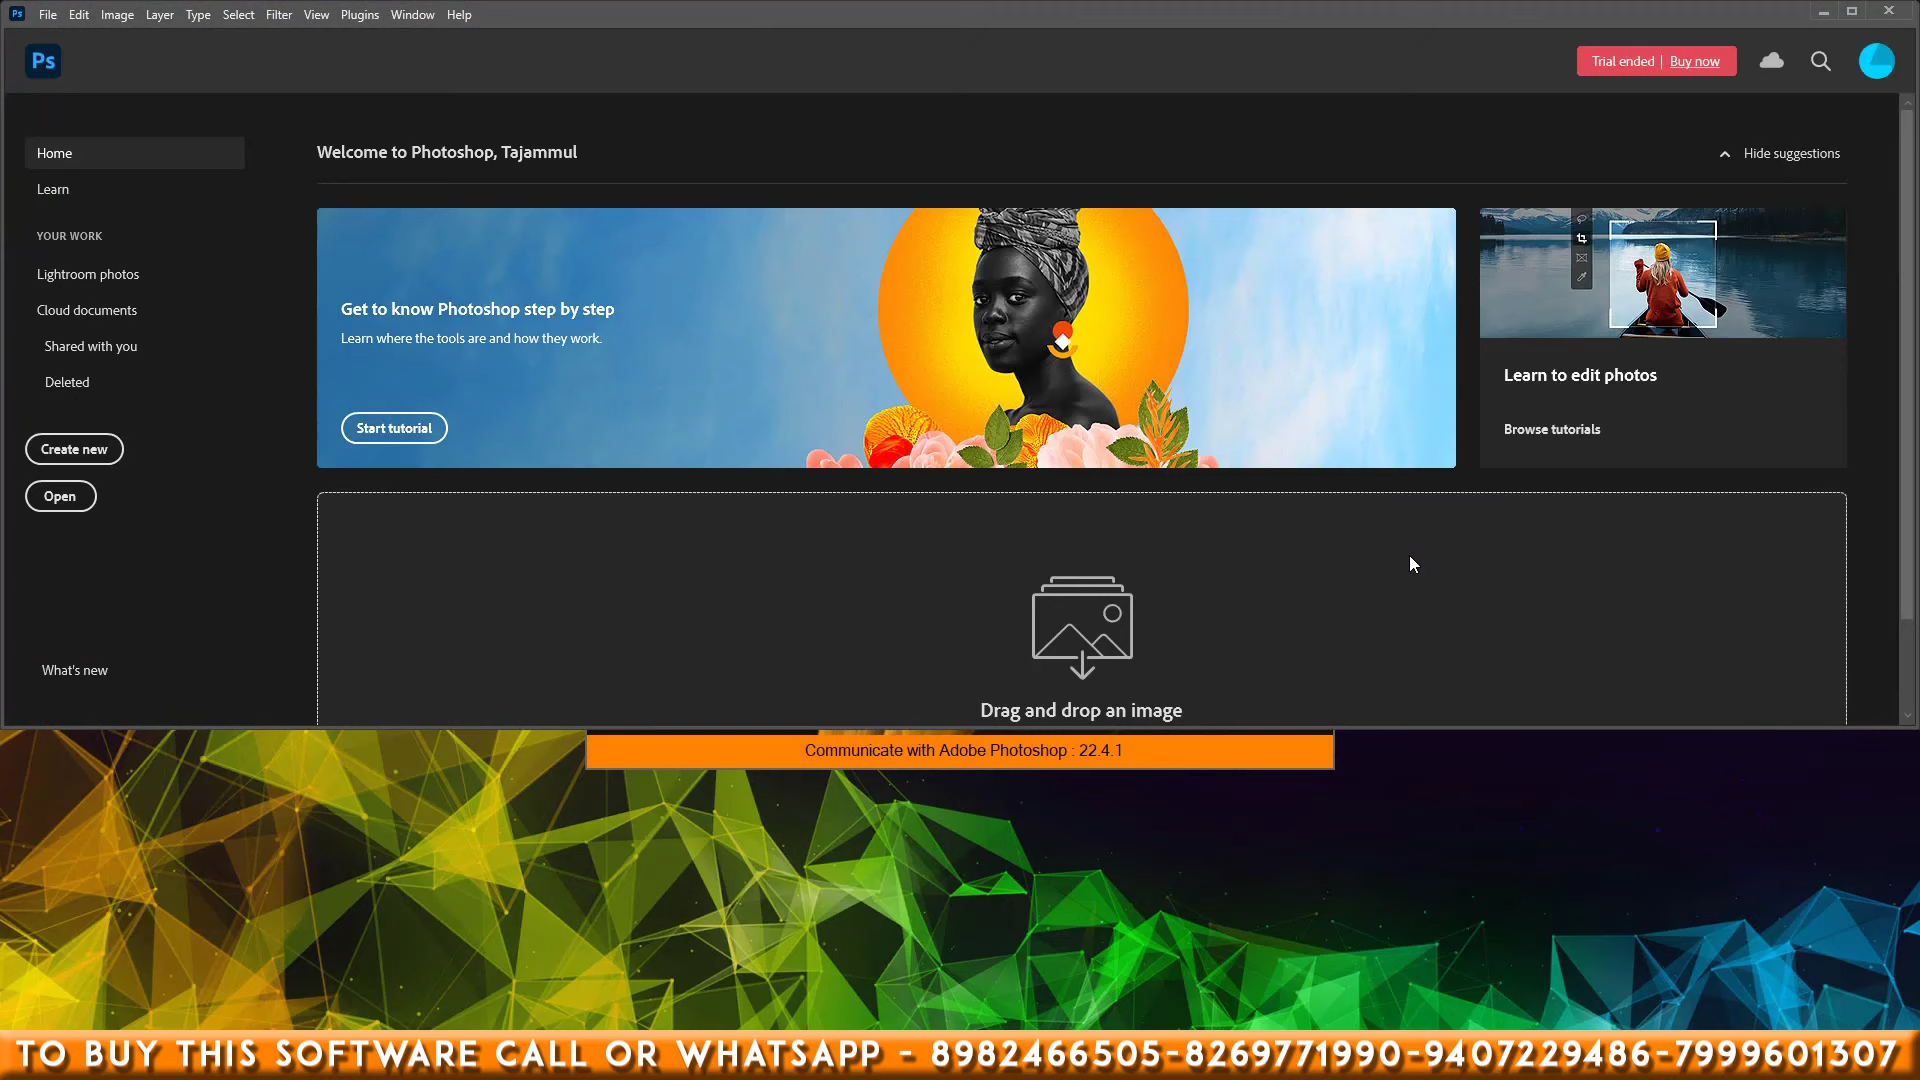 Ps File Edit Image Layer Type Select Filter View Plugins Window Help
Ps
Trial ended | Buy now
Home
Learn
YOUR WORK
Lightroom photos
Cloud documents
Shared with you
Deleted
Create new
Open
What's new
Welcome to Photoshop, Tajammul
Hide suggestions
Get to know Photoshop step by step
Learn where the tools are and how they work.
Start tutorial
Learn to edit photos
Browse tutorials
Drag and drop an image
Communicate with Adobe Photoshop : 22.4.1
TO BUY THIS SOFTWARE CALL OR WHATSAPP - 8982466505-8269771990-9407229486-7999601307